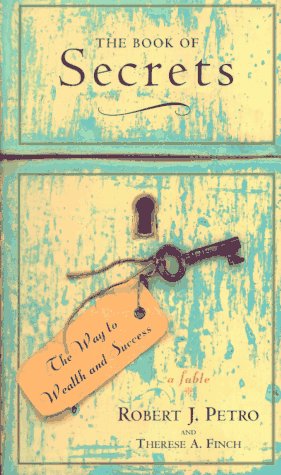 THE BOOK OF
Secrets
The Way to
Wealth and Success
a fable
ROBERT J. PETRO
AND
THERESE A. FINCH